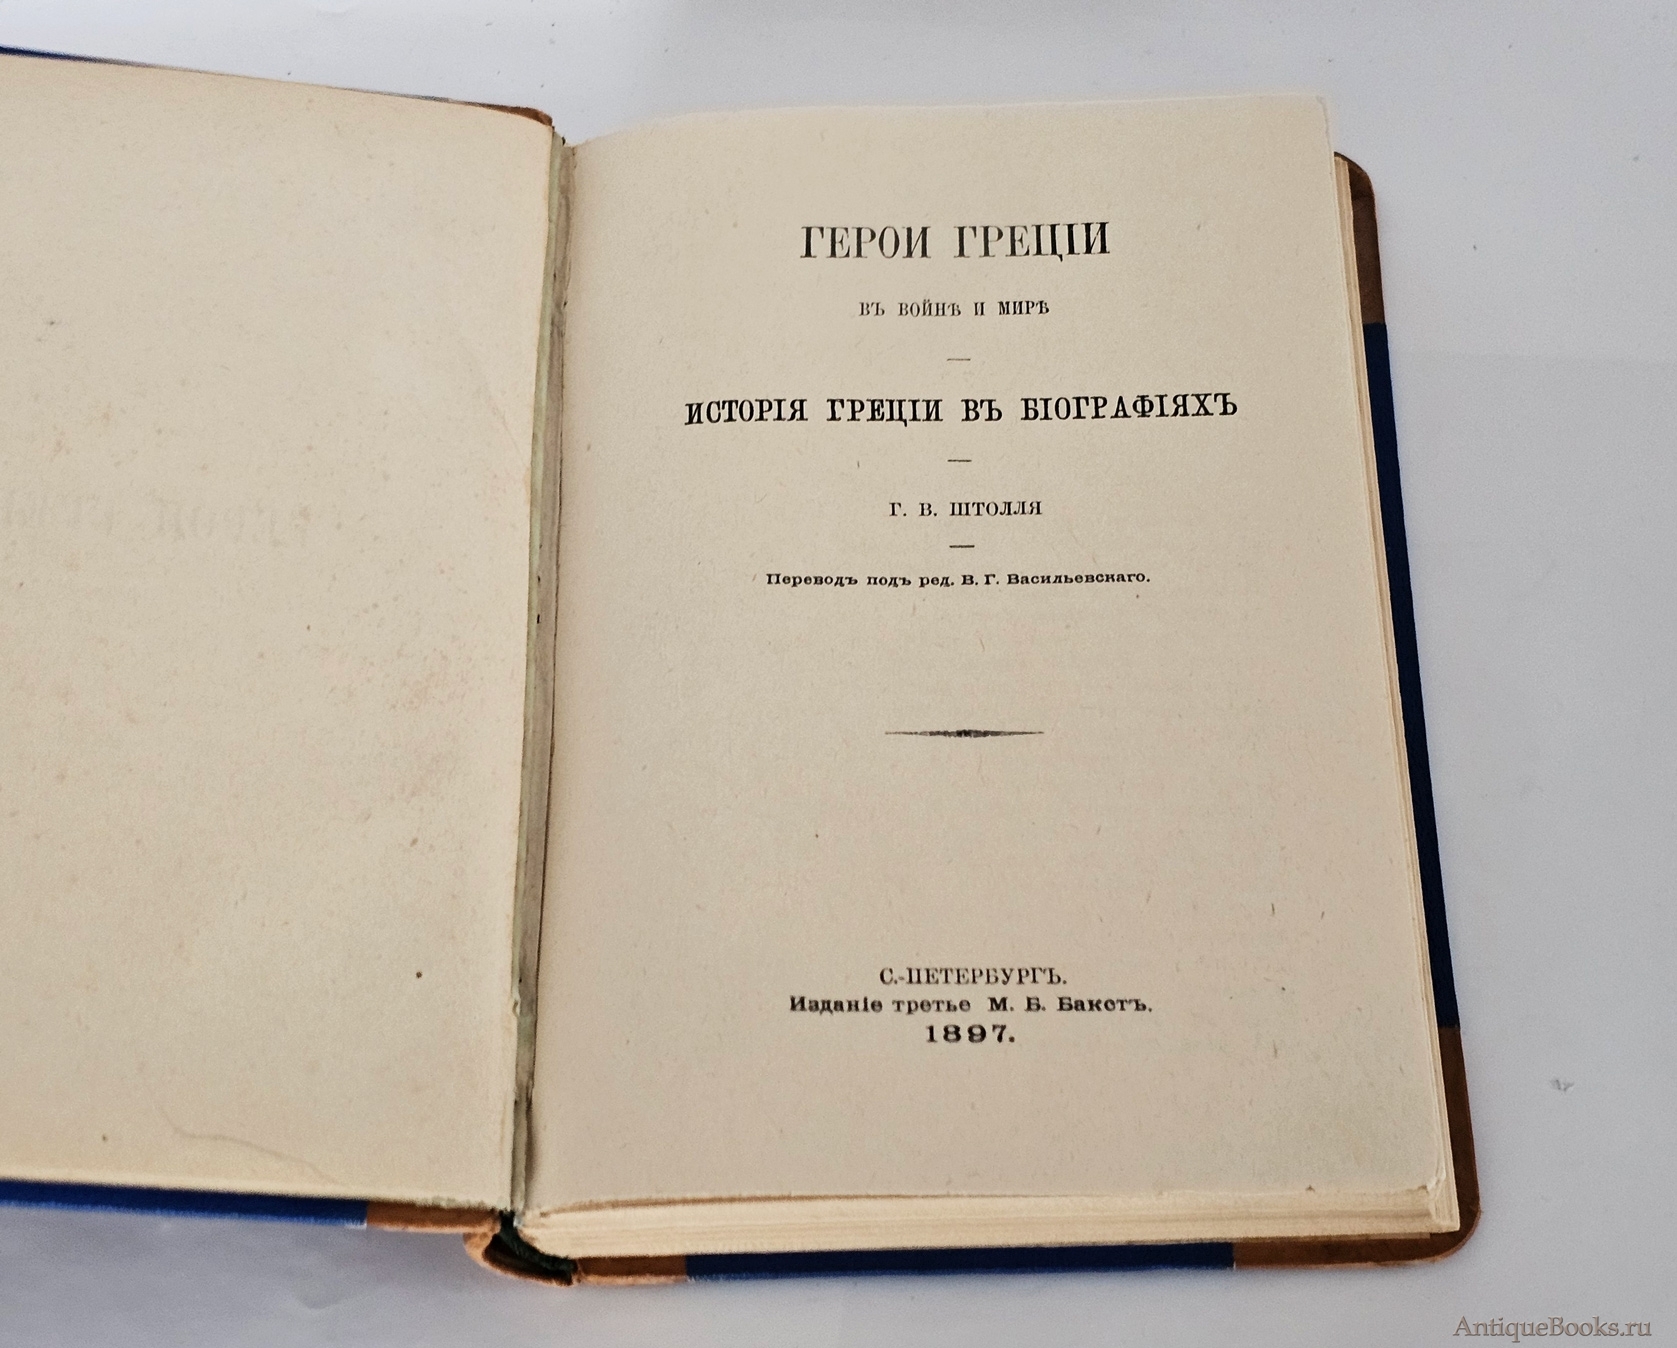 ГЕРОИ ГРЕЦІИ
ВЪ ВОЙНѢ И МИРѢ
ИСТОРІЯ ГРЕЦІИ ВЪ БІОГРАФІЯХЪ
Г. В. ШТОЛЛЯ
Переводъ подъ ред. В. Г. Васильевскаго.
С.-ПЕТЕРБУРГЪ.
Изданіе третье М. Б. Бакстъ.
1897.
AntiqueBooks.ru